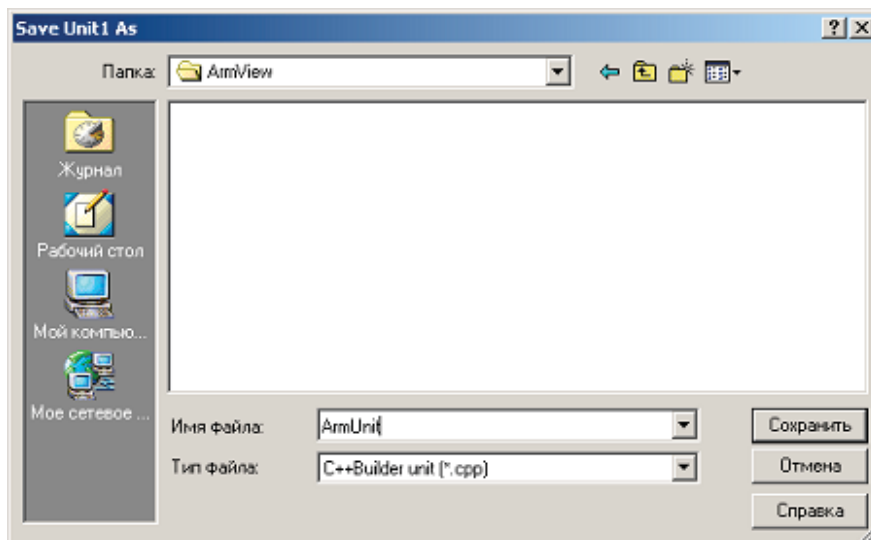 Save Unit1 As
Папка: ArmView
Журнал
Рабочий стол
Мой компью...
Мое сетевое ...
Имя файла: ArmUnit Сохранить
Тип файла: C++Builder unit (*.cpp) Отмена
Справка